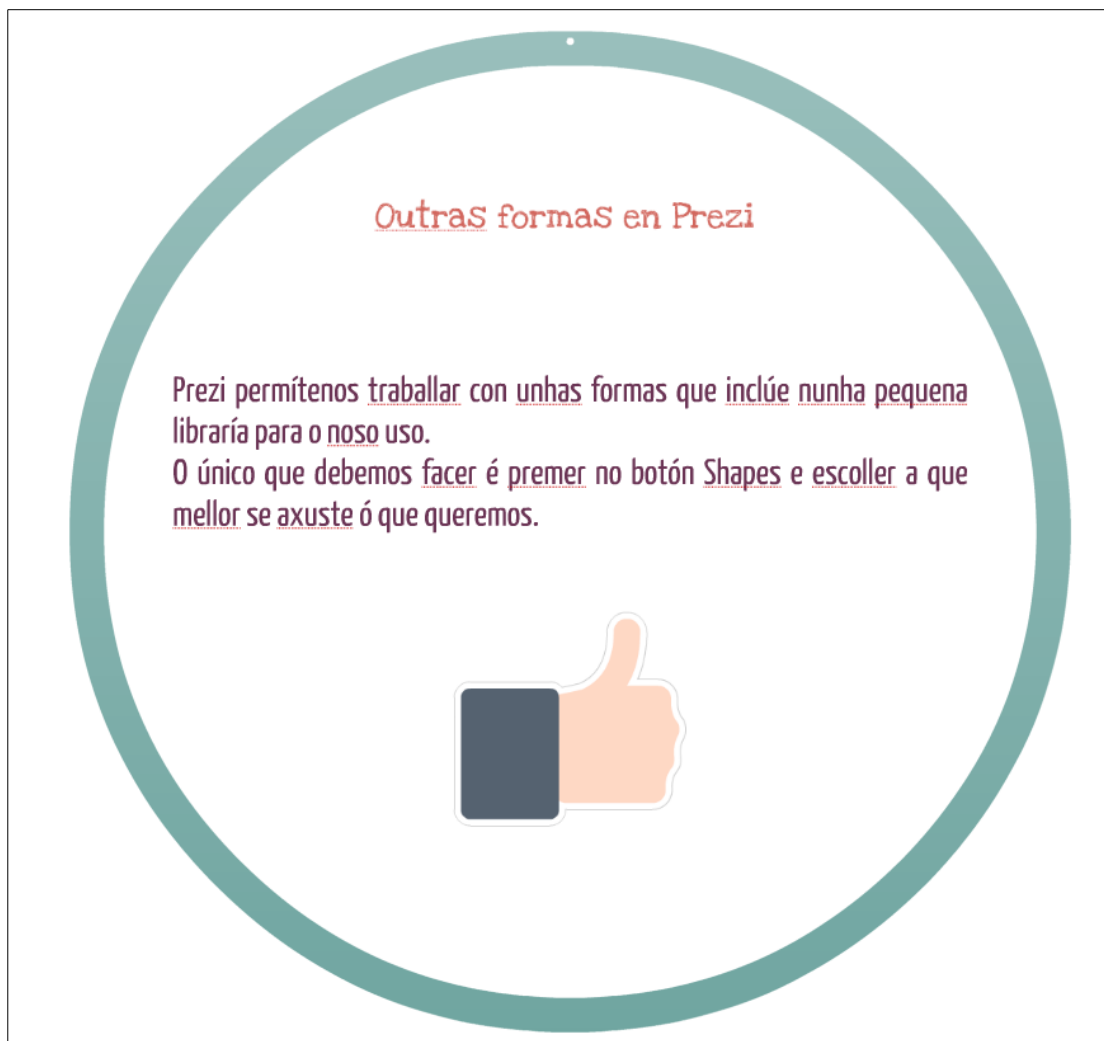 Outras formas en Prezi
Prezi permítenos traballar con unhas formas que inclúe nunha pequena
libraría para o noso uso.
O único que debemos facer é premer no botón Shapes e escoller a que
mellor se axuste ó que queremos.